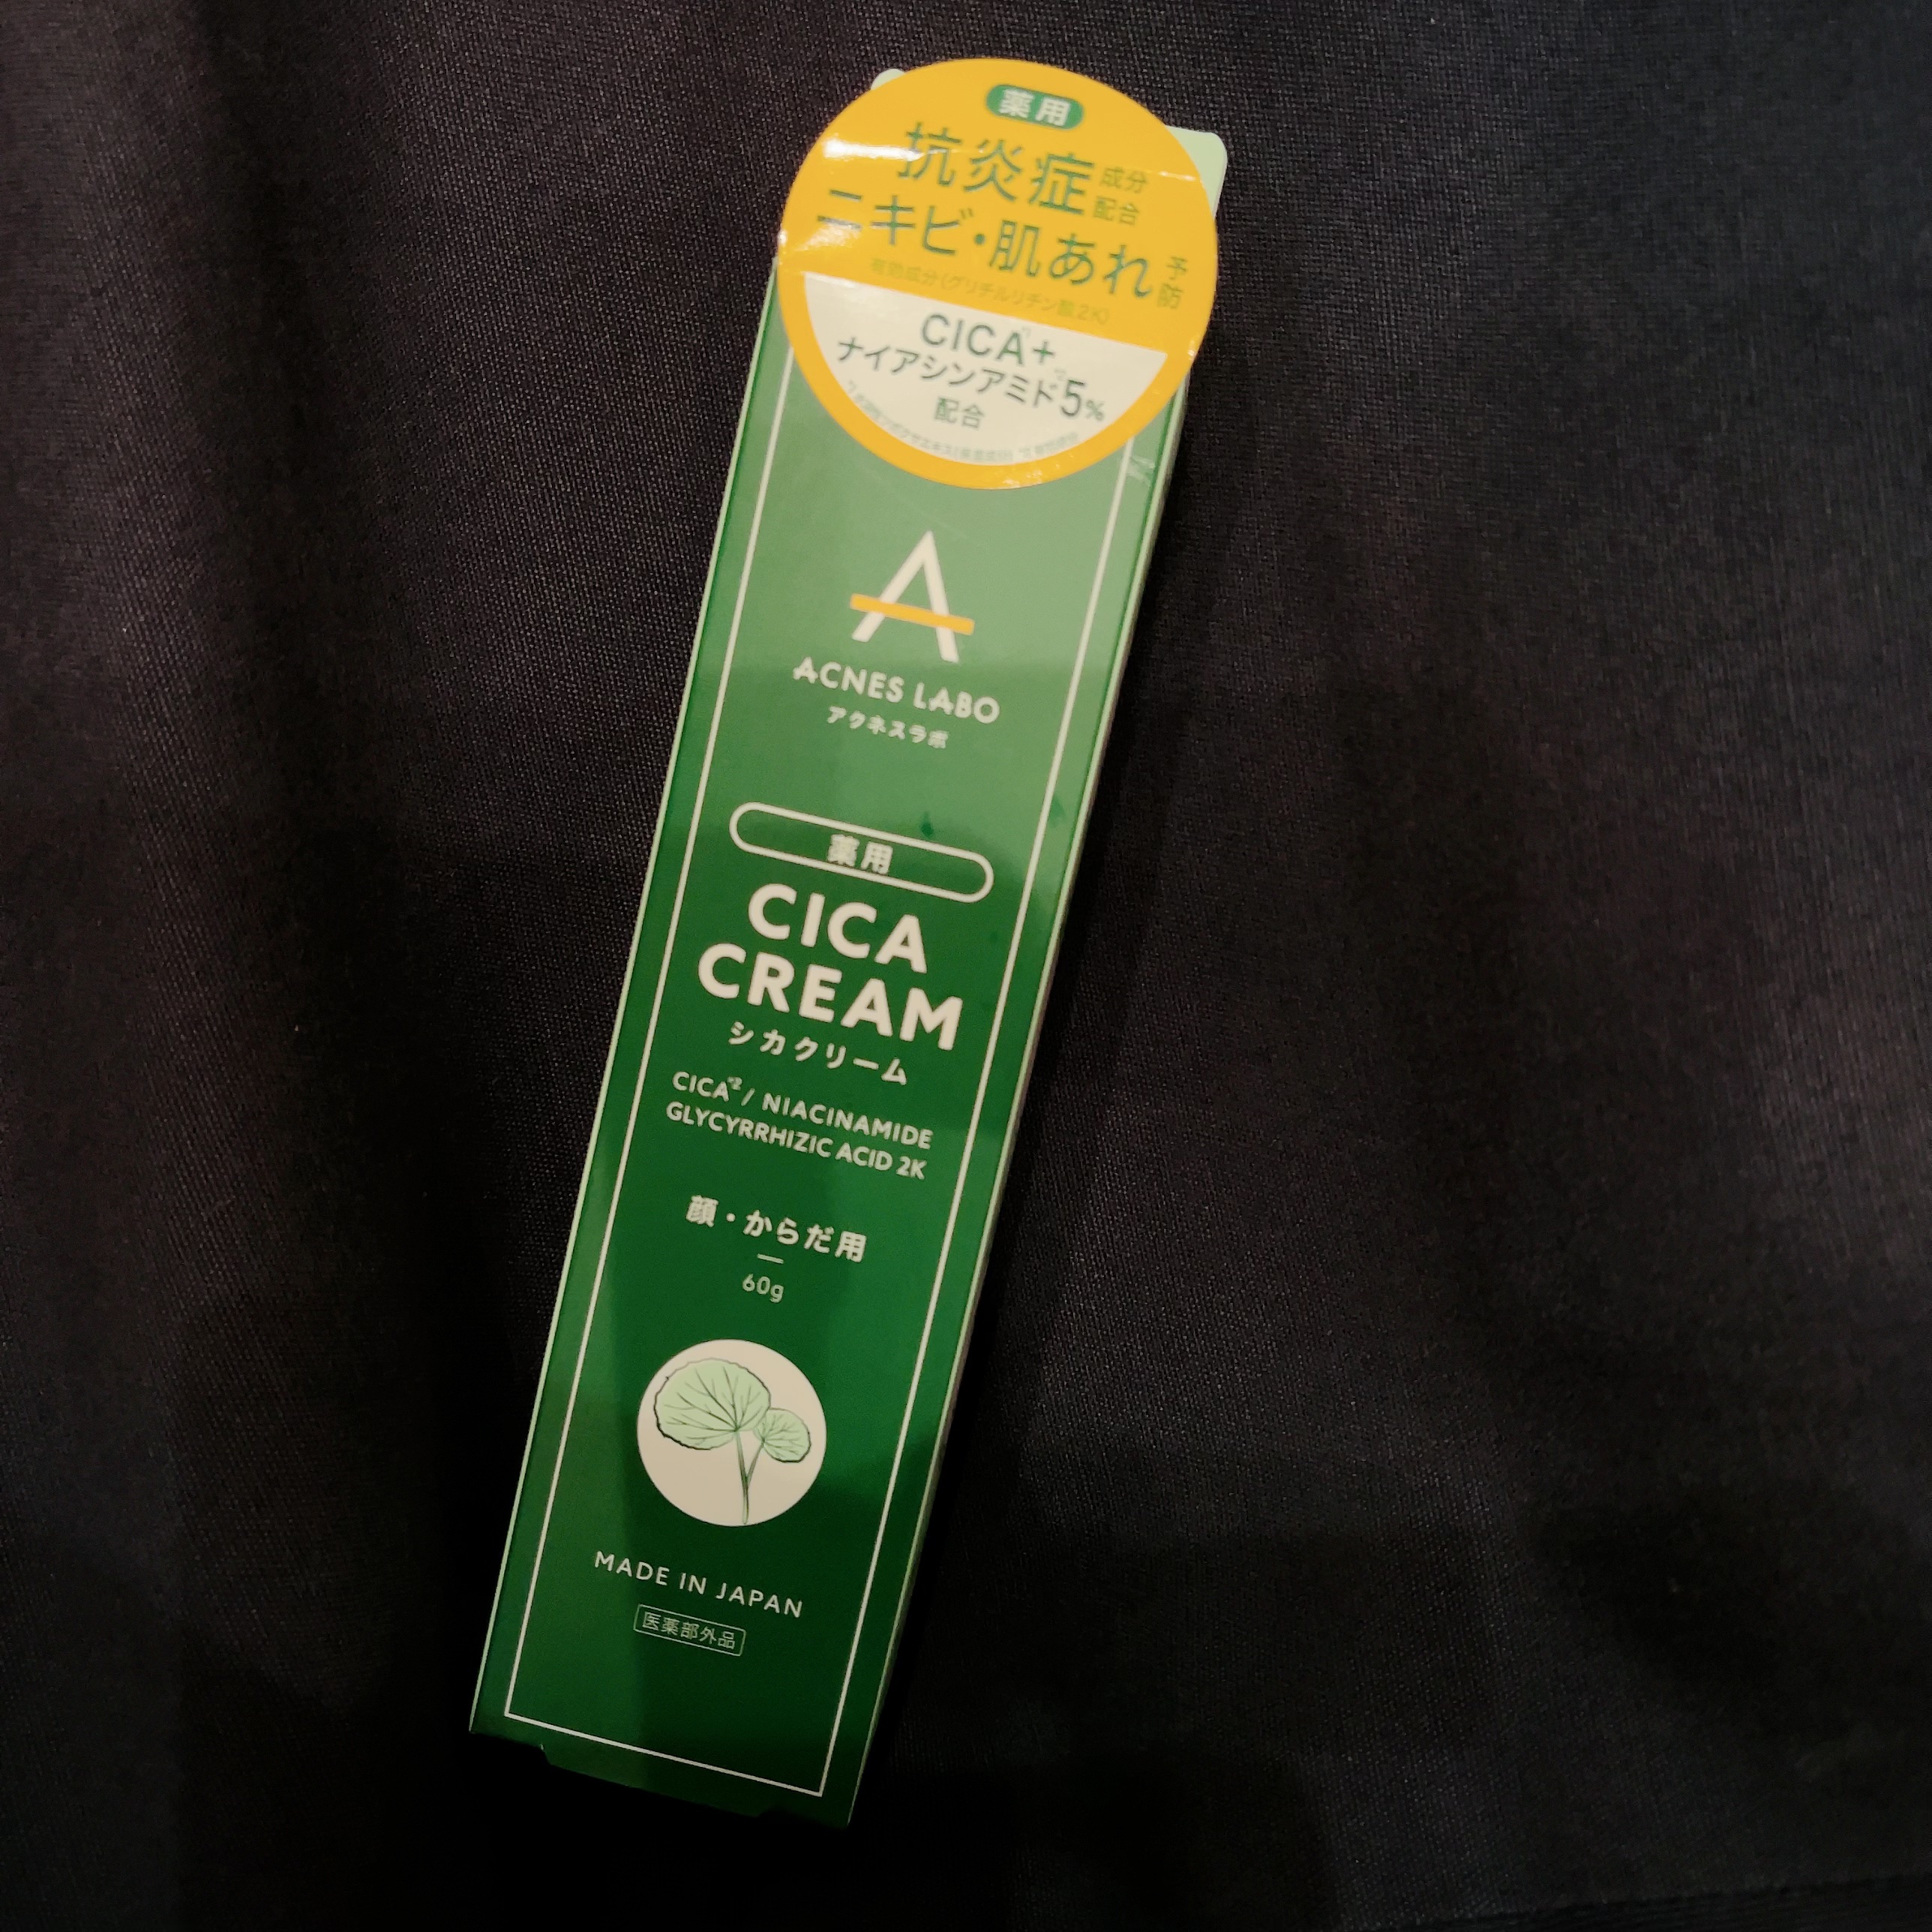 薬用
抗炎症成分配合
ニキビ・肌あれ予防
有効成分(グリチルリチン酸2K)
CICA*1+
ナイアシンアミド*25%
配合
A
ACNES LABO
アクネスラボ
薬用
CICA
CREAM
シカクリーム
CICA*2/ NIACINAMIDE
GLYCYRRHIZIC ACID 2K
顔・からだ用
60g
MADE IN JAPAN
医薬部外品